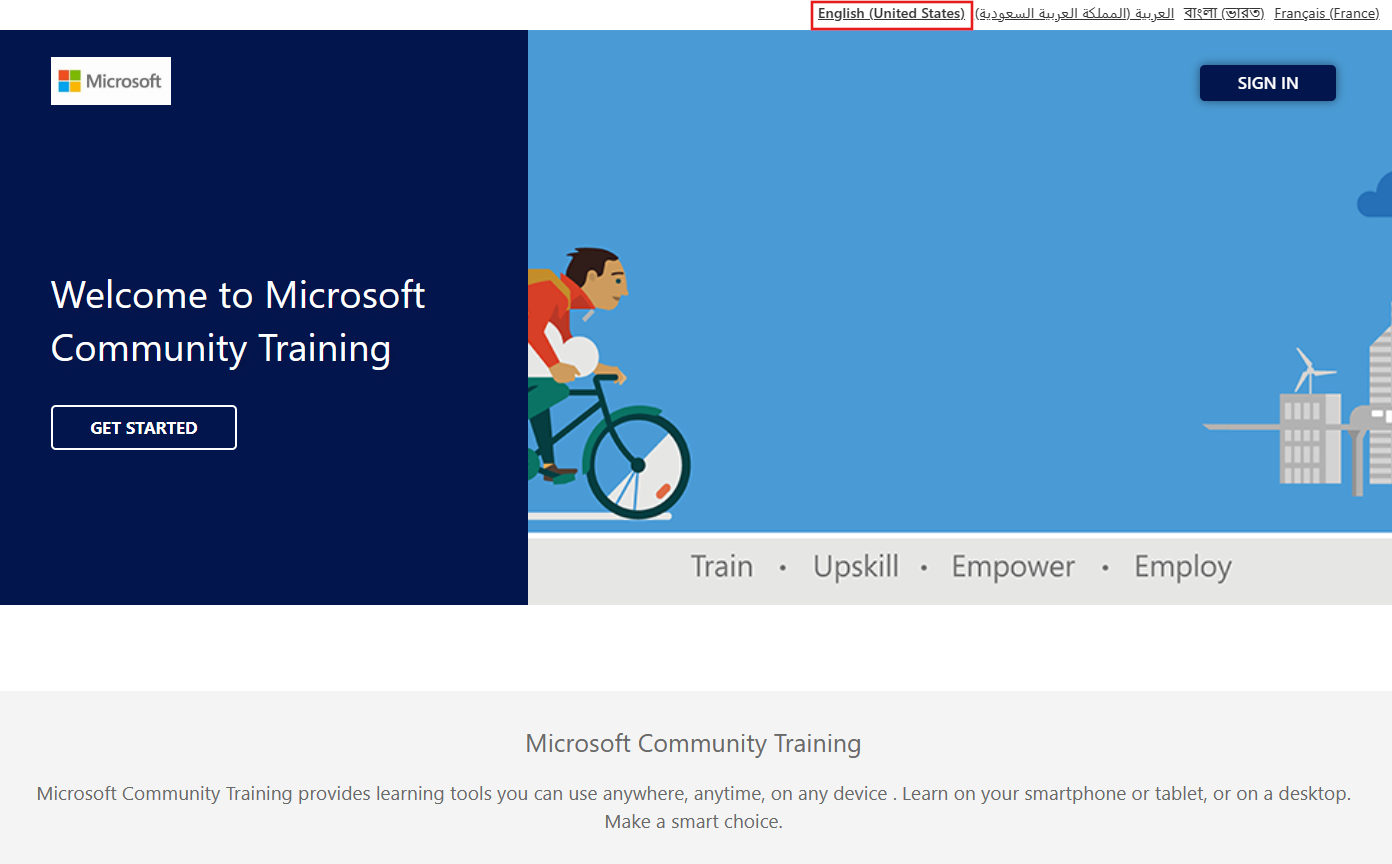 English (United States) العربية (المملكة العربية السعودية) বাংলা (ভারত) Français (France)
Microsoft
SIGN IN
Welcome to Microsoft
Community Training
GET STARTED
Train • Upskill • Empower • Employ
Microsoft Community Training
Microsoft Community Training provides learning tools you can use anywhere, anytime, on any device . Learn on your smartphone or tablet, or on a desktop.
Make a smart choice.